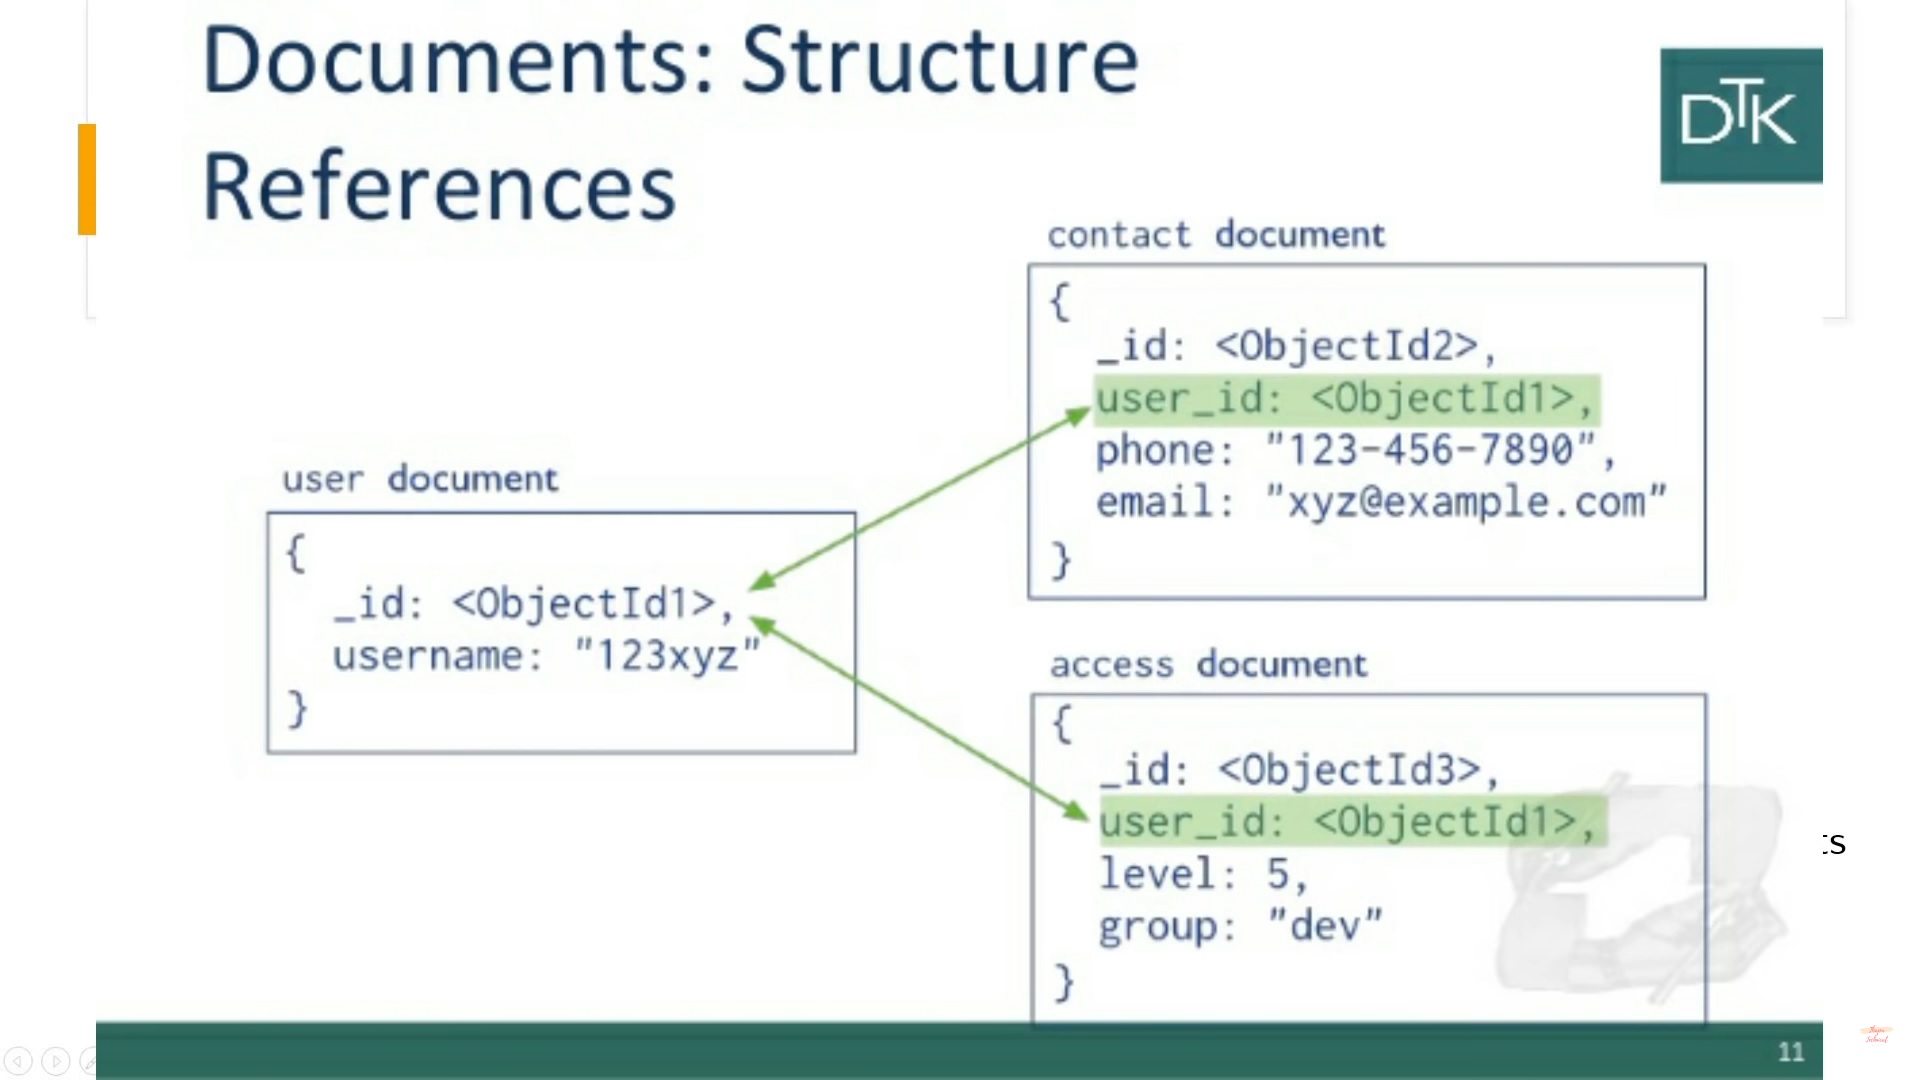 Documents: Structure
References
DTK
user document
{
_id: <ObjectId1>,
username: "123xyz"
}
contact document
{
_id: <ObjectId2>,
user_id: <ObjectId1>,
phone: "123-456-7890",
email: "xyz@example.com"
}
access document
{
_id: <ObjectId3>,
user_id: <ObjectId1>,
level: 5,
group: "dev"
}
ts
11